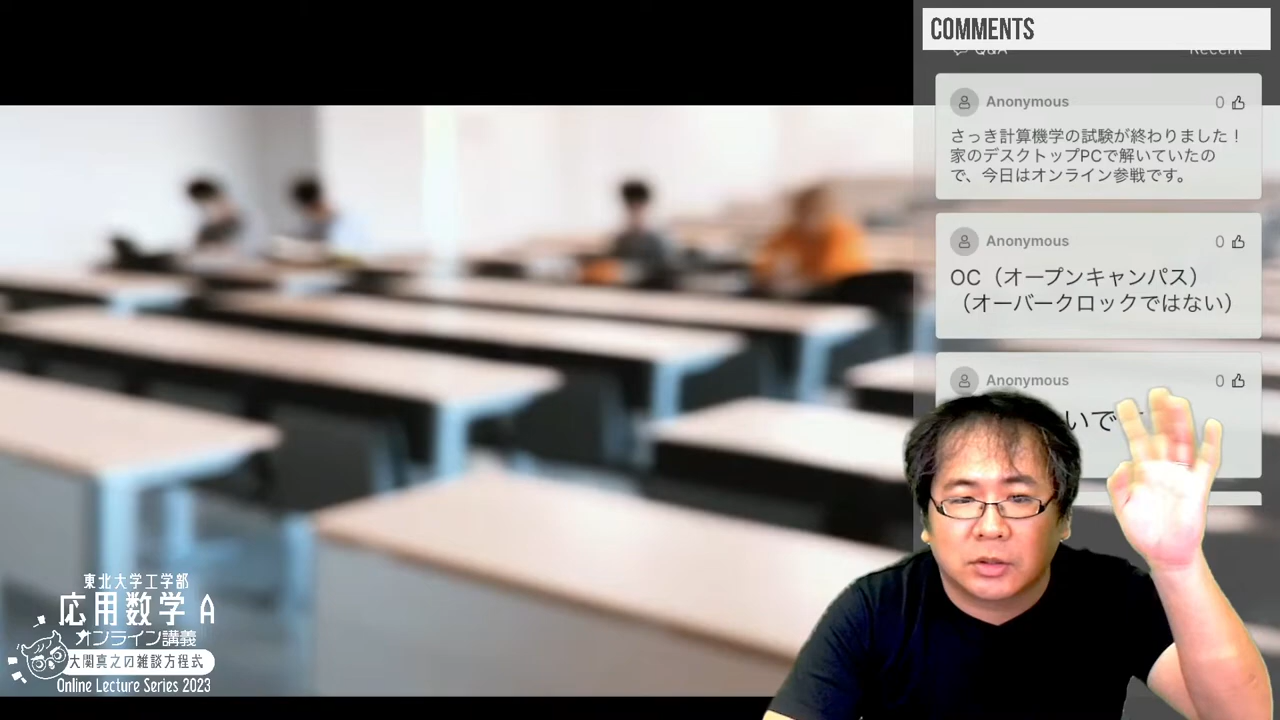 COMMENTS
Q&A
Recent
Anonymous
0
さっき計算機学の試験が終わりました！
家のデスクトップPCで解いていたの
で、今日はオンライン参戦です。
Anonymous
0
OC（オープンキャンパス）
（オーバークロックではない）
Anonymous
0
いで
東北大学工学部
応用数学 A
オンライン講義
大関真之の雑談方程式
Online Lecture Series 2023